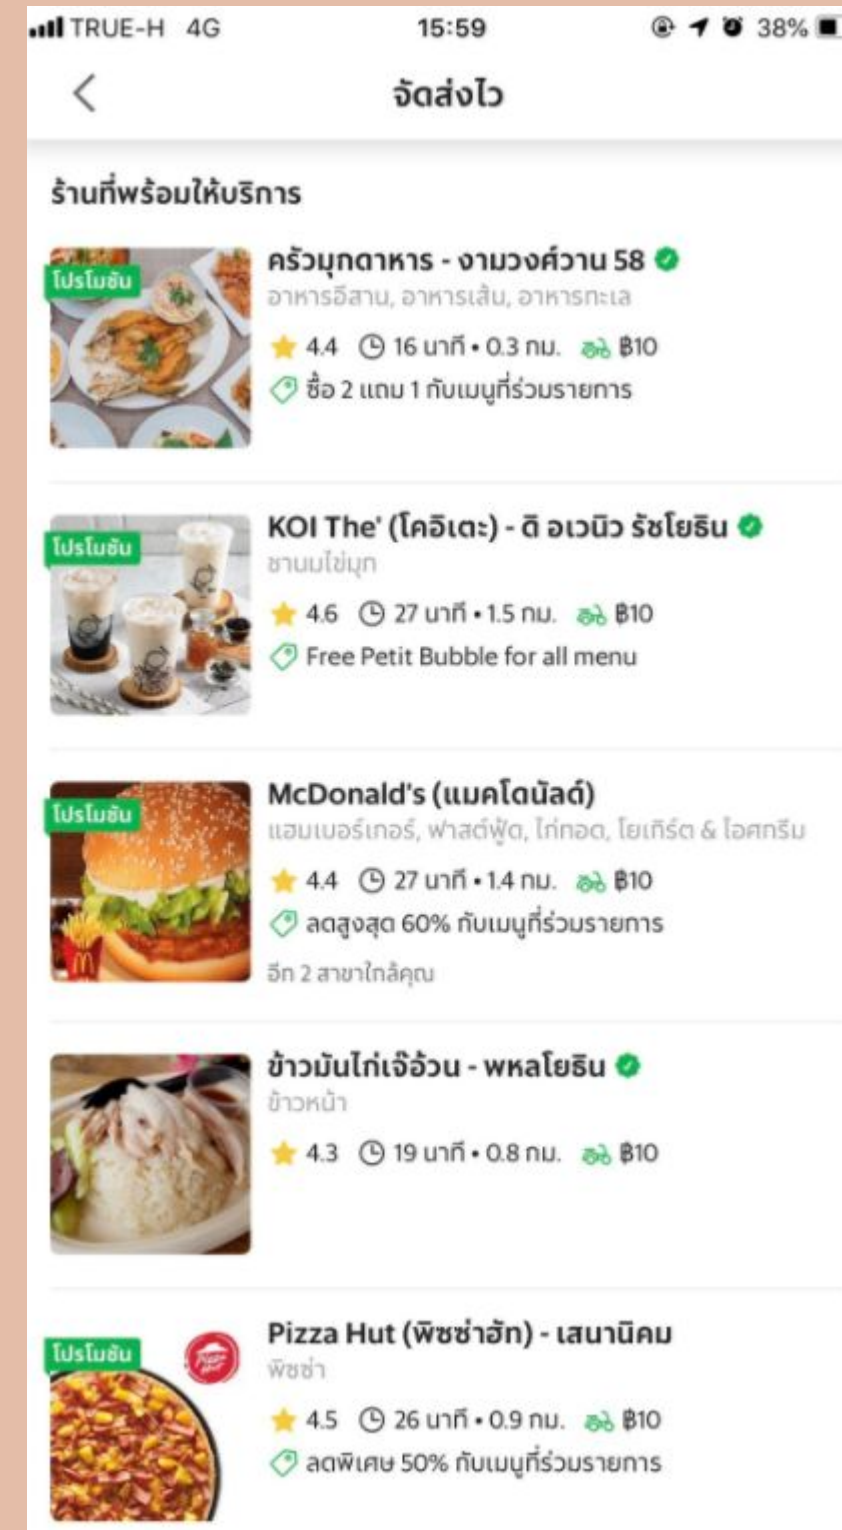 TRUE-H 4G 15:59 38%
จัดส่งไว
ร้านที่พร้อมให้บริการ
โปรโมชัน
ครัวมุกดาหาร - งามวงศ์วาน 58
อาหารอีสาน, อาหารเส้น, อาหารทะเล
4.4 16 นาที • 0.3 กม. ฿10
ซื้อ 2 แถม 1 กับเมนูที่ร่วมรายการ
โปรโมชัน
KOI The' (โคอิเตะ) - ดิ อเวนิว รัชโยธิน
ชานมไข่มุก
4.6 27 นาที • 1.5 กม. ฿10
Free Petit Bubble for all menu
โปรโมชัน
McDonald's (แมคโดนัลด์)
แฮมเบอร์เกอร์, ฟาสต์ฟู้ด, ไก่ทอด, โยเกิร์ต & ไอศกรีม
4.4 27 นาที • 1.4 กม. ฿10
ลดสูงสุด 60% กับเมนูที่ร่วมรายการ
อีก 2 สาขาใกล้คุณ
ข้าวมันไก่เจ๊อ้วน - พหลโยธิน
ข้าวหน้า
4.3 19 นาที • 0.8 กม. ฿10
โปรโมชัน
Pizza Hut
Pizza Hut (พิซซ่าฮัท) - เสนานิคม
พิซซ่า
4.5 26 นาที • 0.9 กม. ฿10
ลดพิเศษ 50% กับเมนูที่ร่วมรายการ